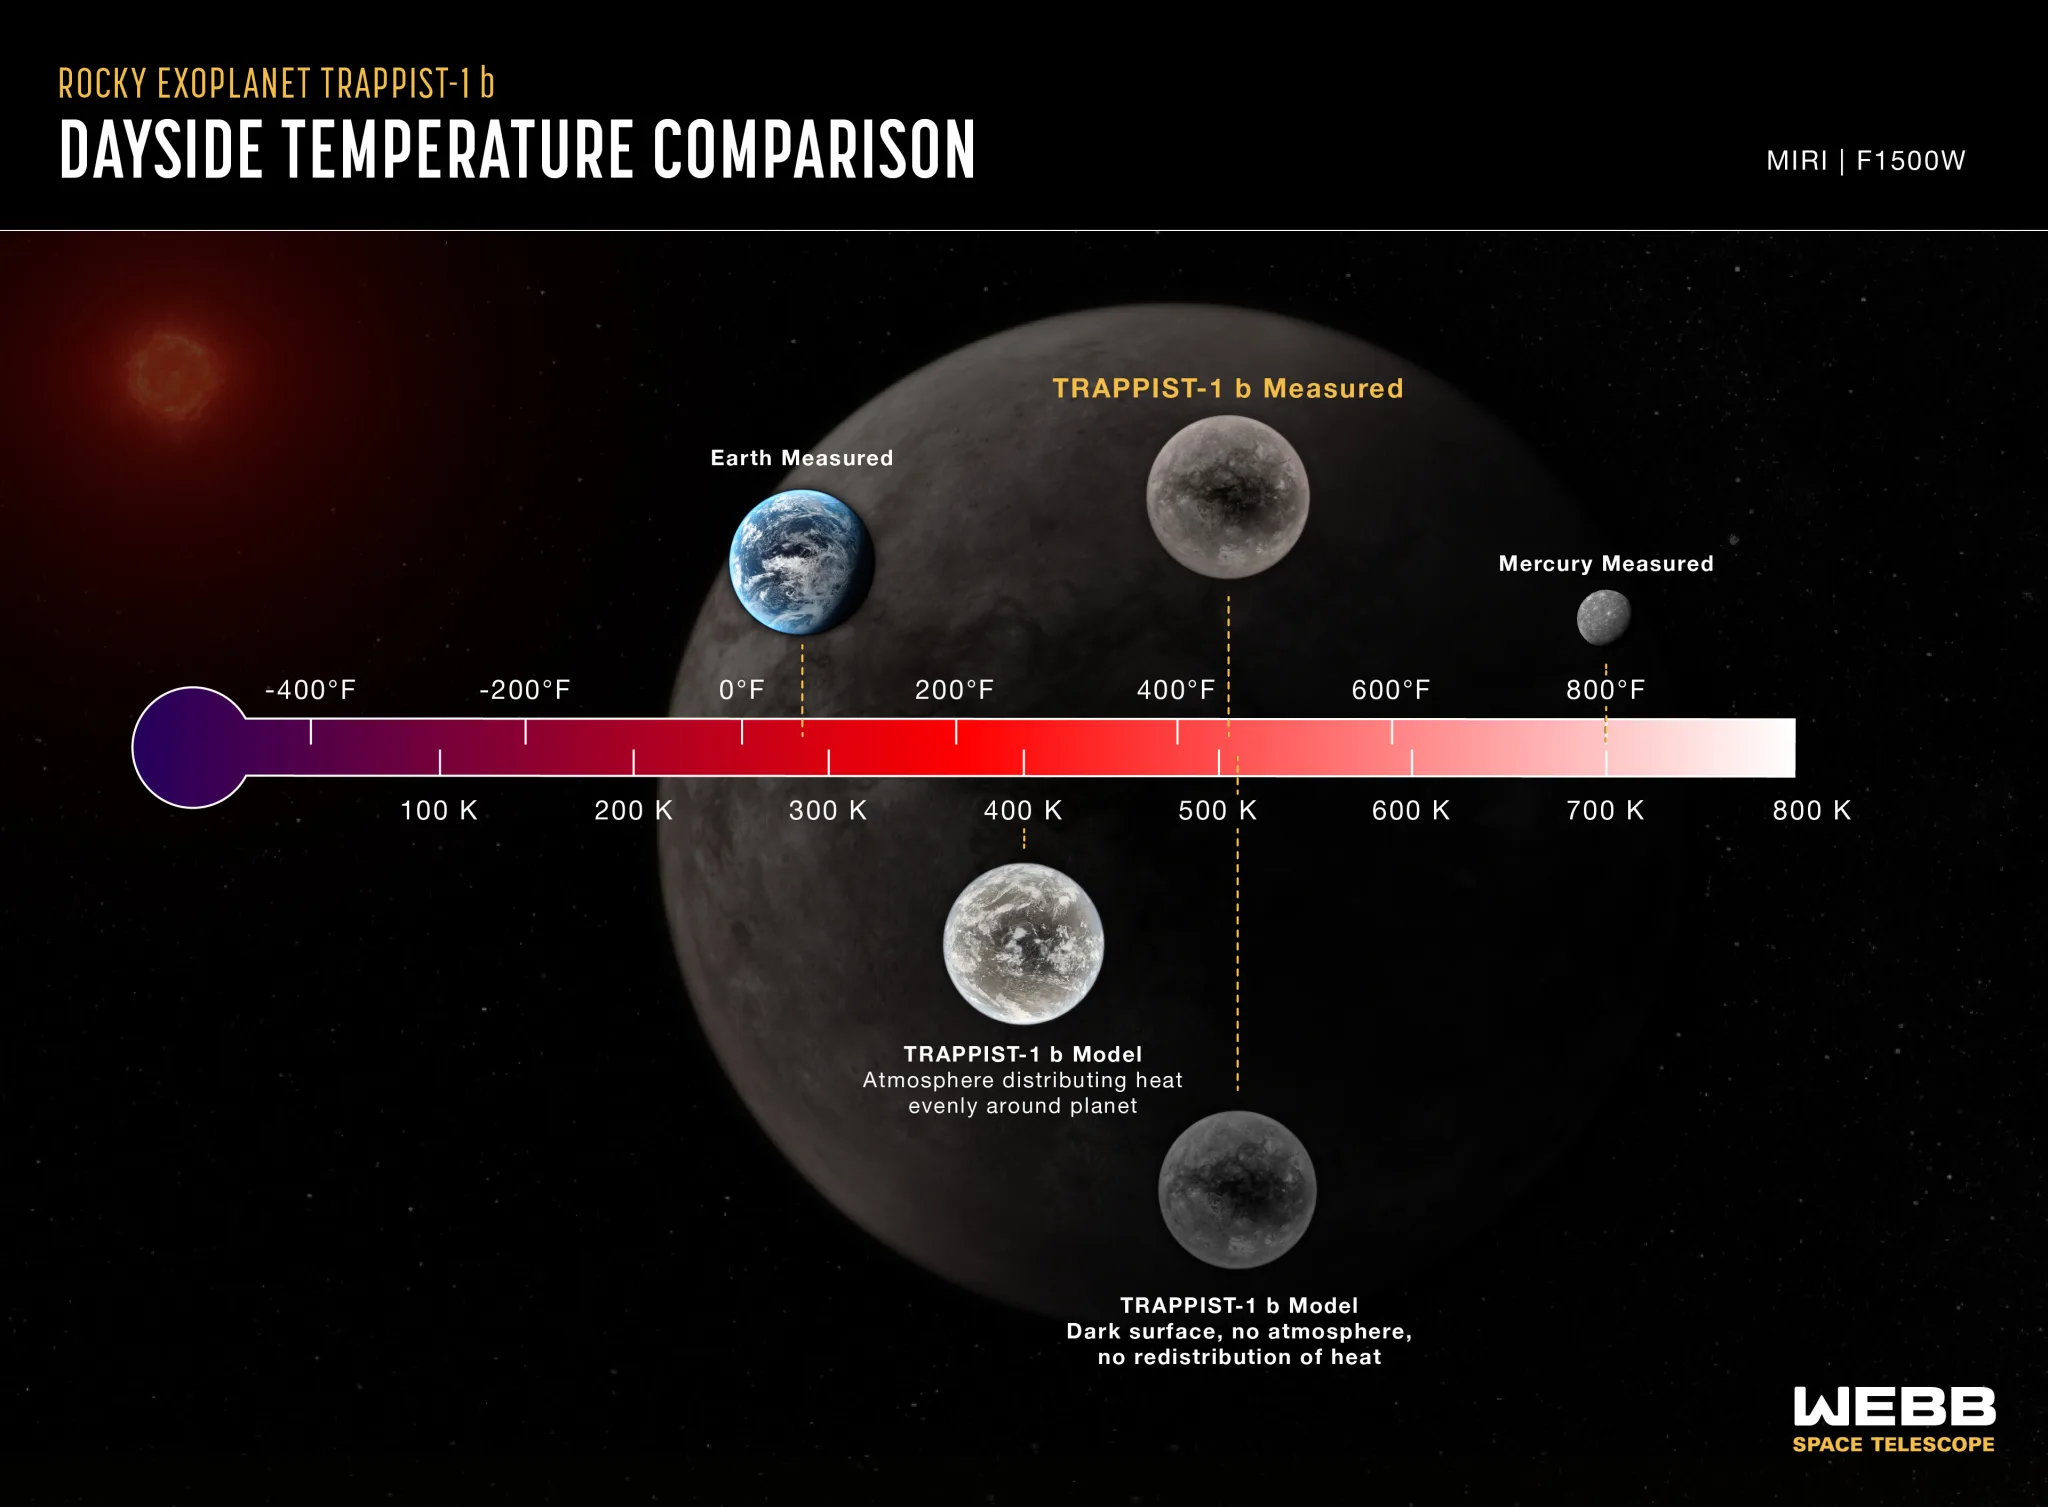 ROCKY EXOPLANET TRAPPIST-1 b
DAYSIDE TEMPERATURE COMPARISON
MIRI | F1500W
TRAPPIST-1 b Measured
Earth Measured
Mercury Measured
-400°F -200°F 0°F 200°F 400°F 600°F 800°F
100 K 200 K 300 K 400 K 500 K 600 K 700 K 800 K
TRAPPIST-1 b Model
Atmosphere distributing heat
evenly around planet
TRAPPIST-1 b Model
Dark surface, no atmosphere,
no redistribution of heat
WEBB
SPACE TELESCOPE